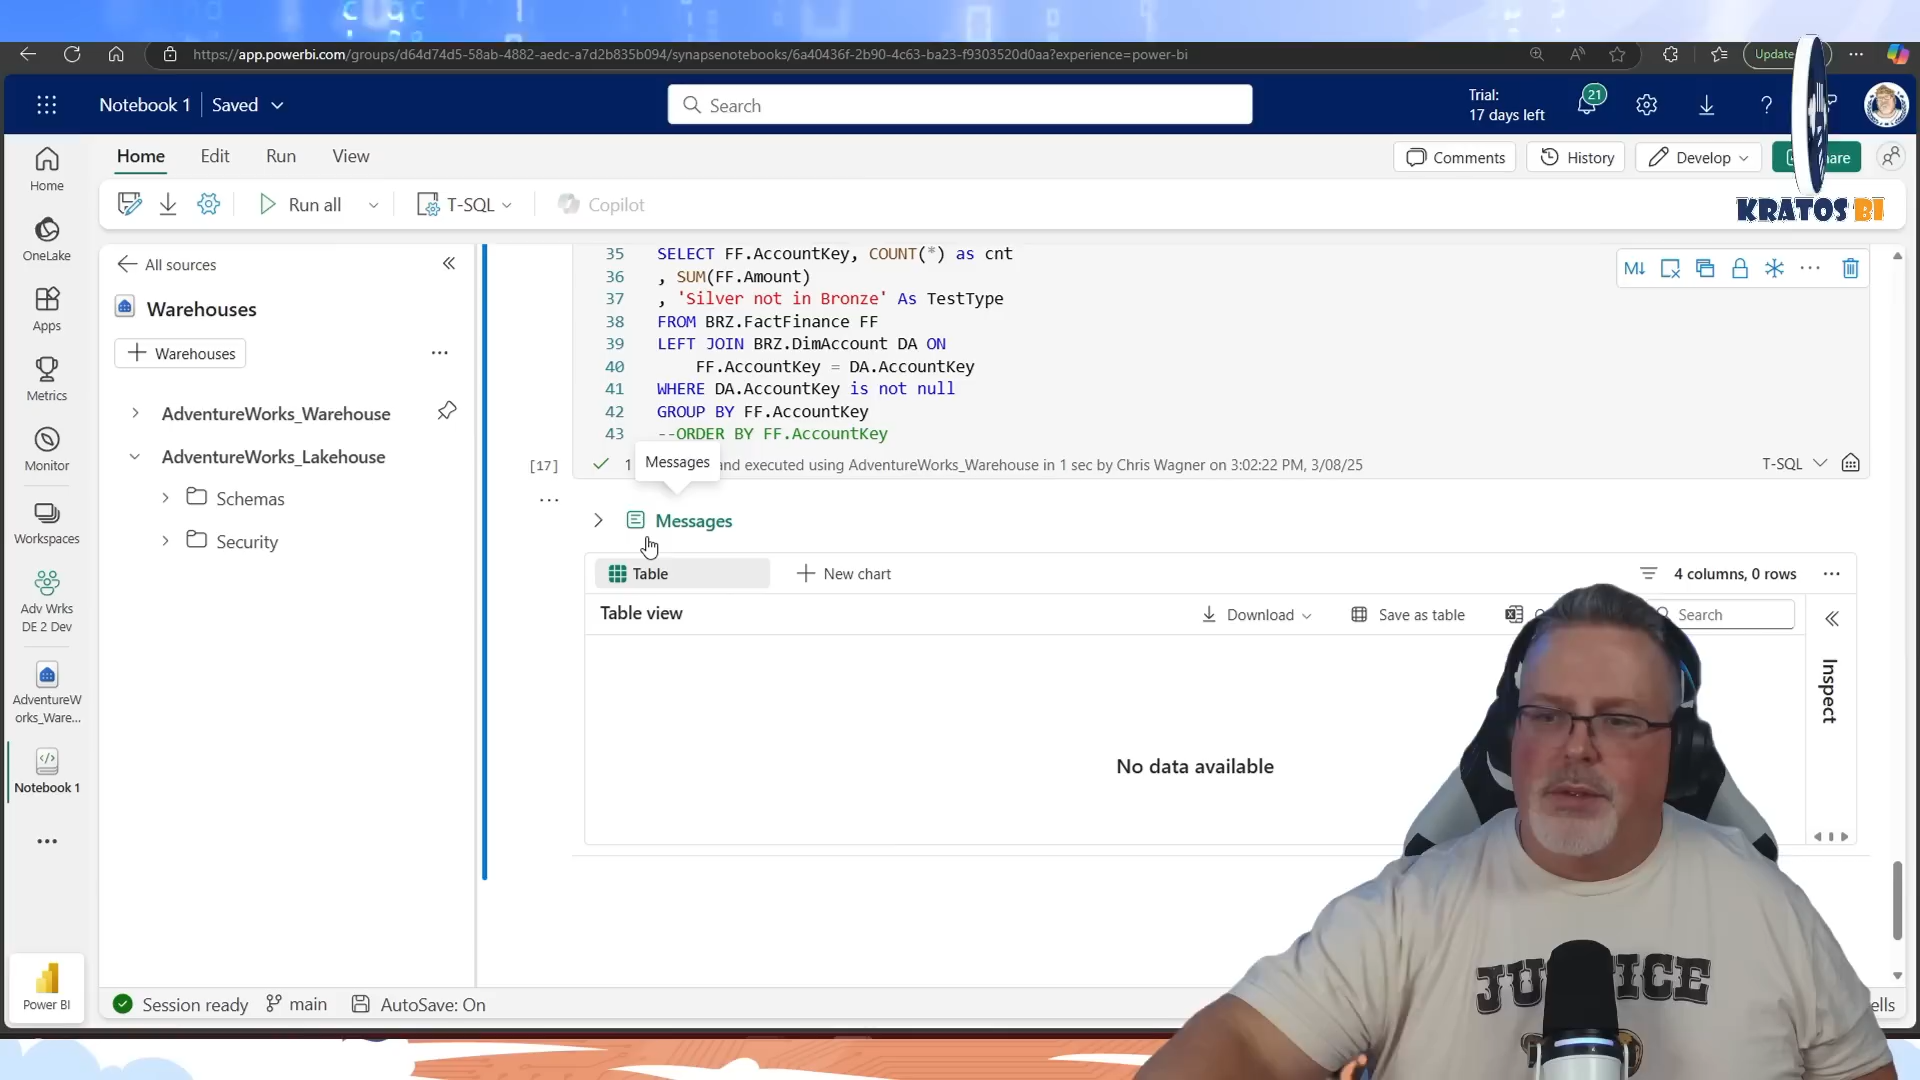 https://app.powerbi.com/groups/d64d74d5-58ab-4882-aedc-a7d2b835b094/synapsenotebooks/6a40436f-2b90-4c63-ba23-f9303520d0aa?experience=power-bi
Update
Notebook 1
Saved
Search
Trial:
17 days left
21
Home
Edit
Run
View
Comments
History
Develop
are
Run all
T-SQL
Copilot
KRATOS BI
Home
OneLake
Apps
Metrics
Monitor
Workspaces
Adv Wrks
DE 2 Dev
AdventureW
orks_Ware...
Notebook 1
Power BI
All sources
Warehouses
Warehouses
AdventureWorks_Warehouse
AdventureWorks_Lakehouse
Schemas
Security
35 SELECT FF.AccountKey, COUNT(*) as cnt
36 , SUM(FF.Amount)
37 , 'Silver not in Bronze' As TestType
38 FROM BRZ.FactFinance FF
39 LEFT JOIN BRZ.DimAccount DA ON
40 FF.AccountKey = DA.AccountKey
41 WHERE DA.AccountKey is not null
42 GROUP BY FF.AccountKey
43 --ORDER BY FF.AccountKey
M↓
[17]
1
Messages
nd executed using AdventureWorks_Warehouse in 1 sec by Chris Wagner on 3:02:22 PM, 3/08/25
T-SQL
Messages
Table
New chart
4 columns, 0 rows
Table view
Download
Save as table
Search
Inspect
No data available
Session ready
main
AutoSave: On
ells